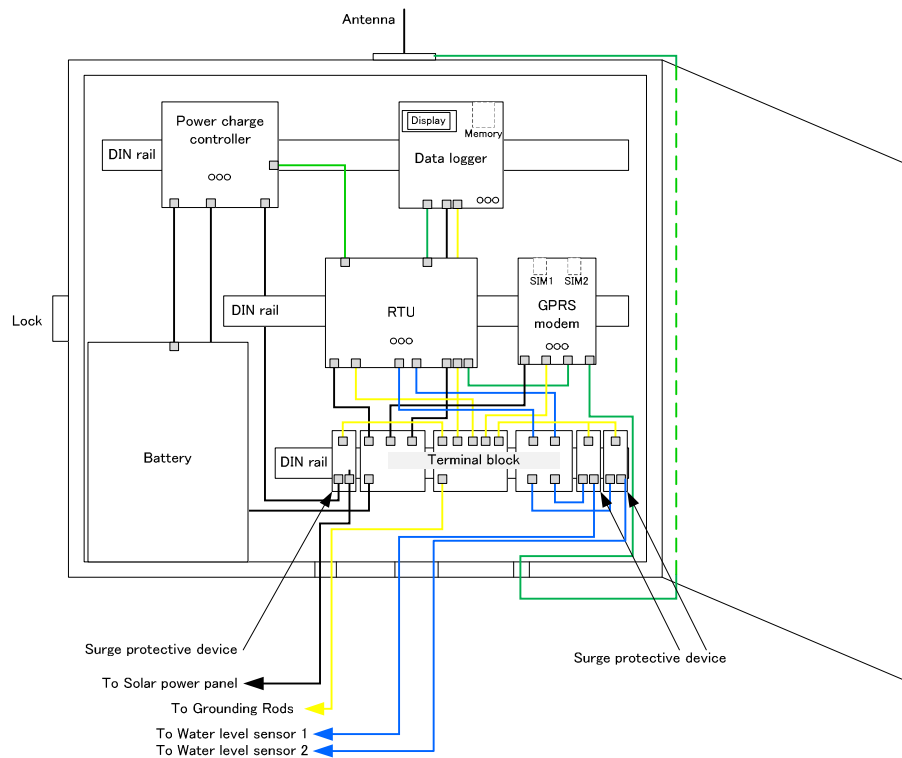 Antenna
Power charge
controller
DIN rail
Display
Memory
Data logger
SIM1
SIM2
GPRS
modem
DIN rail
RTU
Lock
Battery
DIN rail
Terminal block
Surge protective device
Surge protective device
To Solar power panel
To Grounding Rods
To Water level sensor 1
To Water level sensor 2